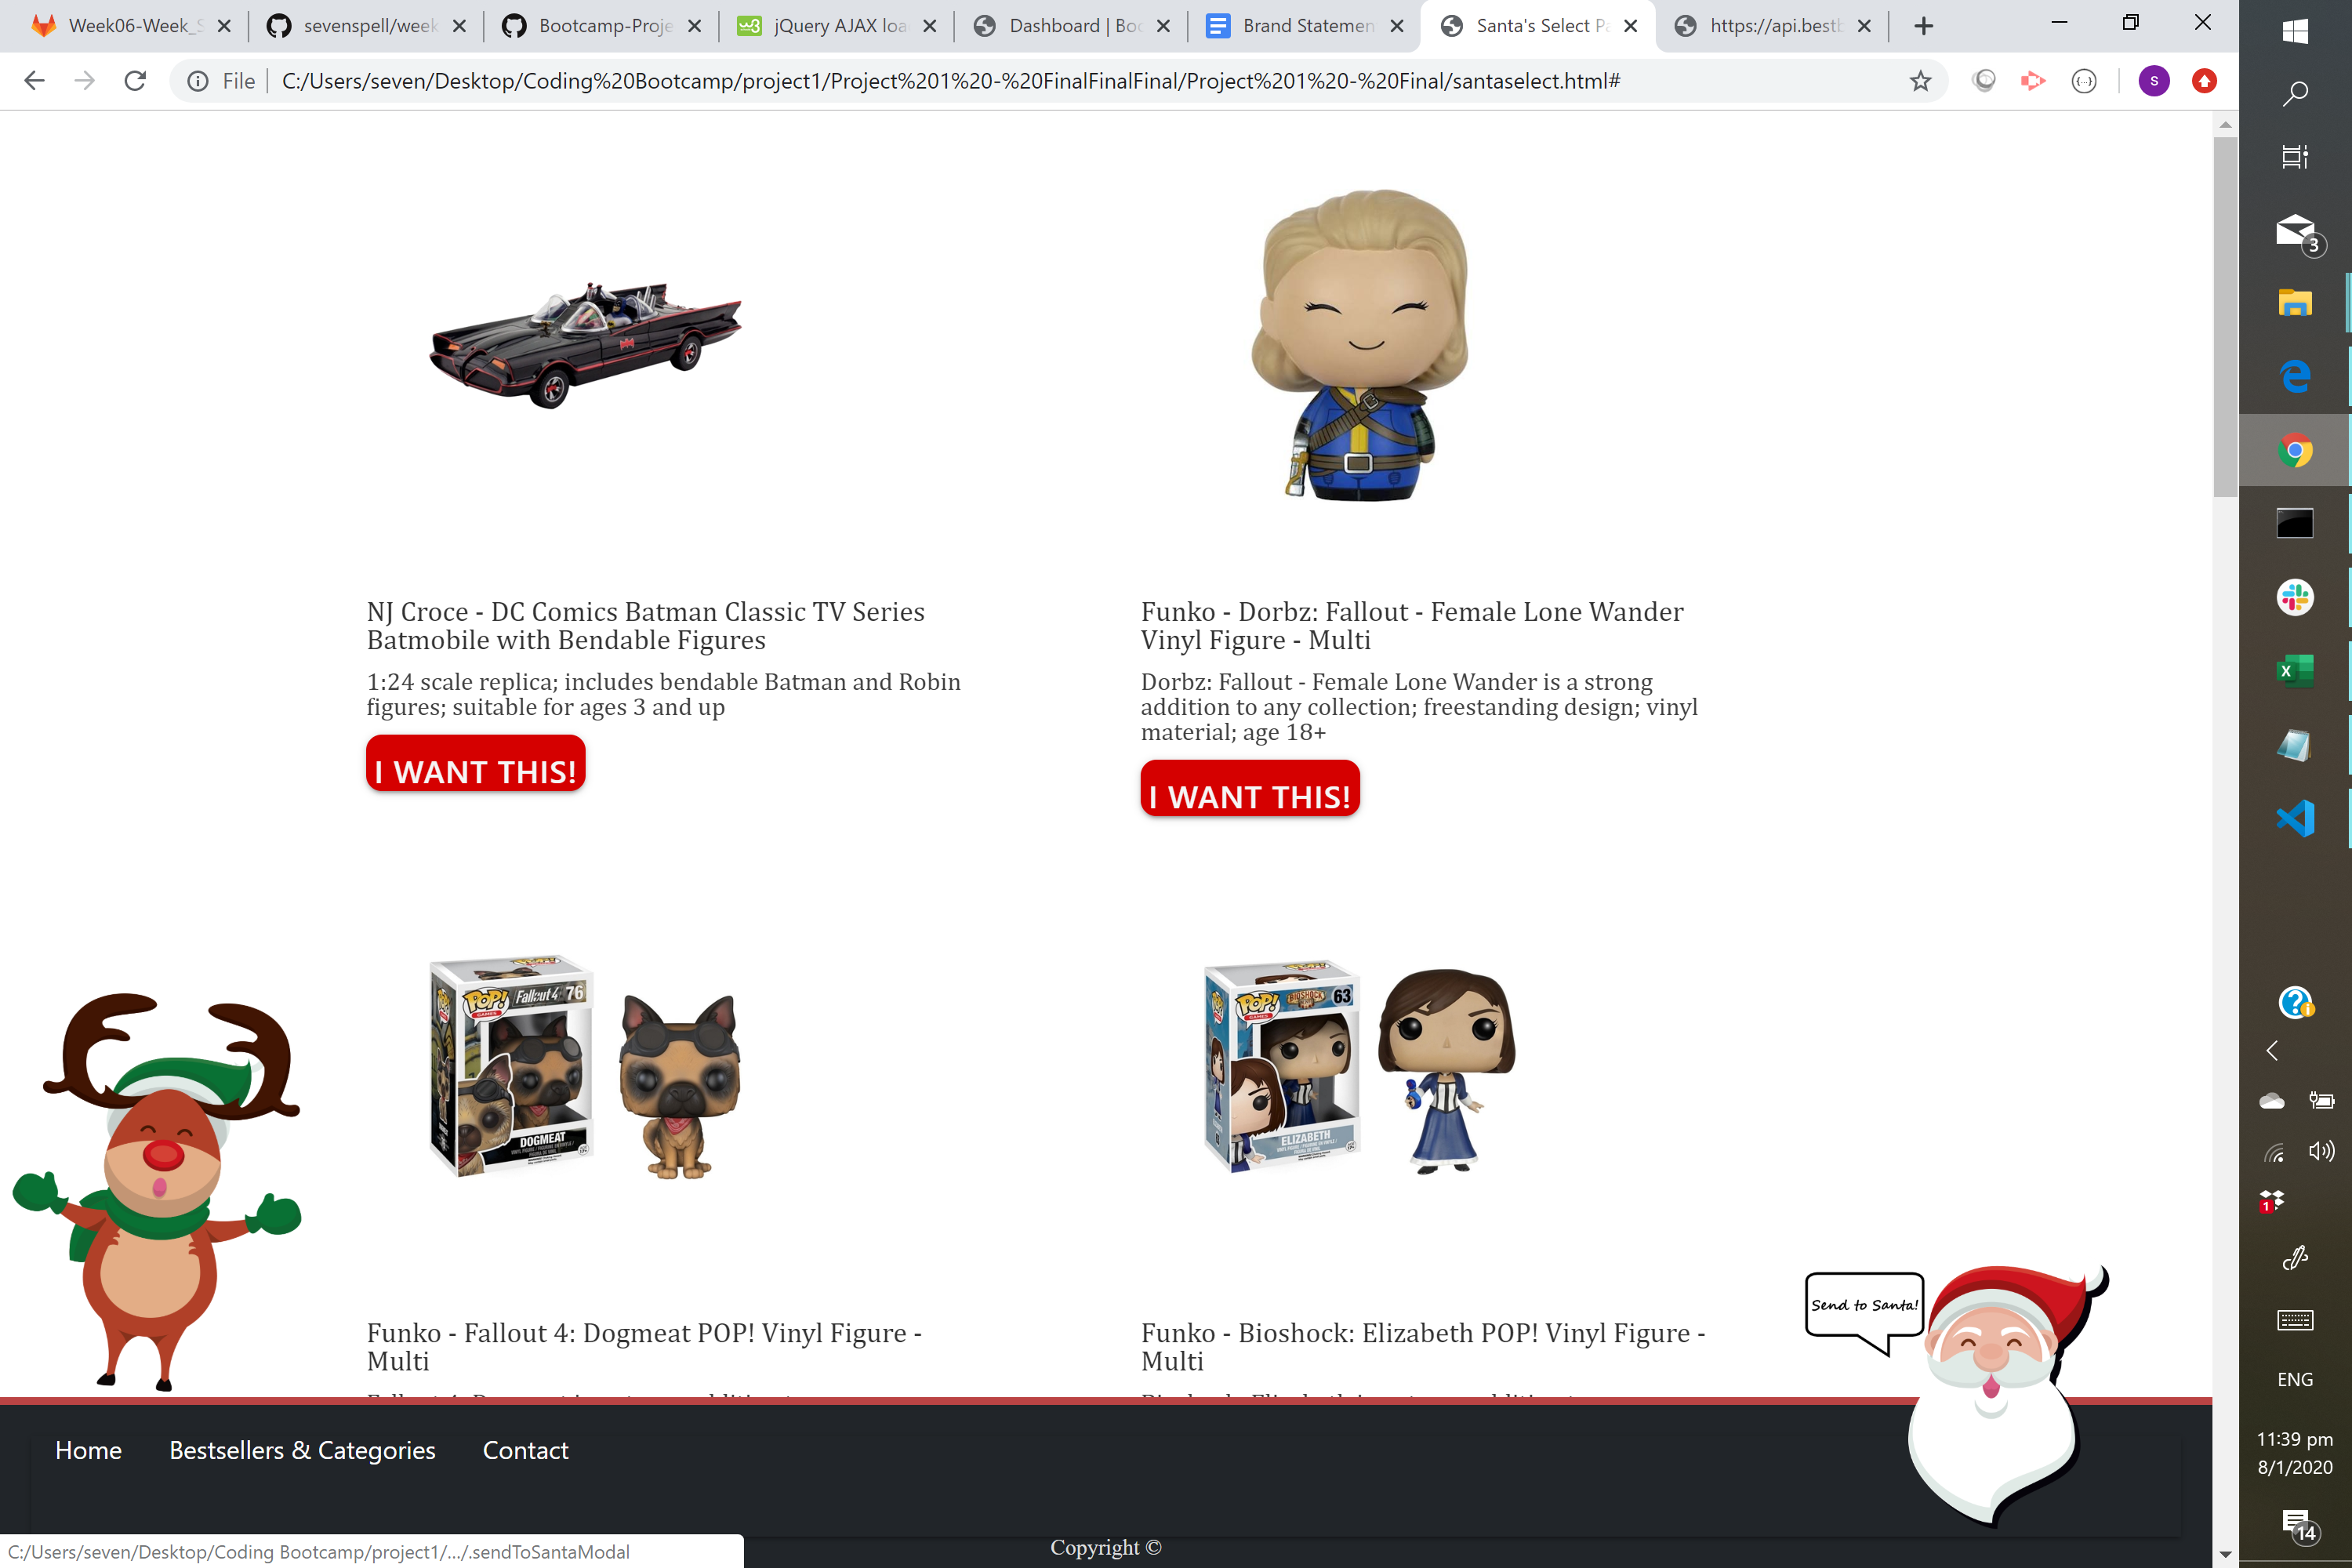 Week06-Week_S
sevenspell/week
Bootcamp-Proje
jQuery AJAX loa
Dashboard | Boo
Brand Statemen
Santa's Select Pa
https://api.bestb
File
C:/Users/seven/Desktop/Coding%20Bootcamp/project1/Project%201%20-%20FinalFinalFinal/Project%201%20-%20Final/santaselect.html#
S
3
NJ Croce - DC Comics Batman Classic TV Series
Batmobile with Bendable Figures
1:24 scale replica; includes bendable Batman and Robin
figures; suitable for ages 3 and up
I WANT THIS!
Funko - Dorbz: Fallout - Female Lone Wander
Vinyl Figure - Multi
Dorbz: Fallout - Female Lone Wander is a strong
addition to any collection; freestanding design; vinyl
material; age 18+
I WANT THIS!
POP!
GAMES
Fallout 4
76
DOGMEAT
POP!
GAMES
BIOSHOCK
63
ELIZABETH
Funko - Fallout 4: Dogmeat POP! Vinyl Figure -
Multi
Funko - Bioshock: Elizabeth POP! Vinyl Figure -
Multi
Send to Santa!
Home
Bestsellers & Categories
Contact
Copyright ©
C:/Users/seven/Desktop/Coding Bootcamp/project1/.../.sendToSantaModal
1
ENG
11:39 pm
8/1/2020
14